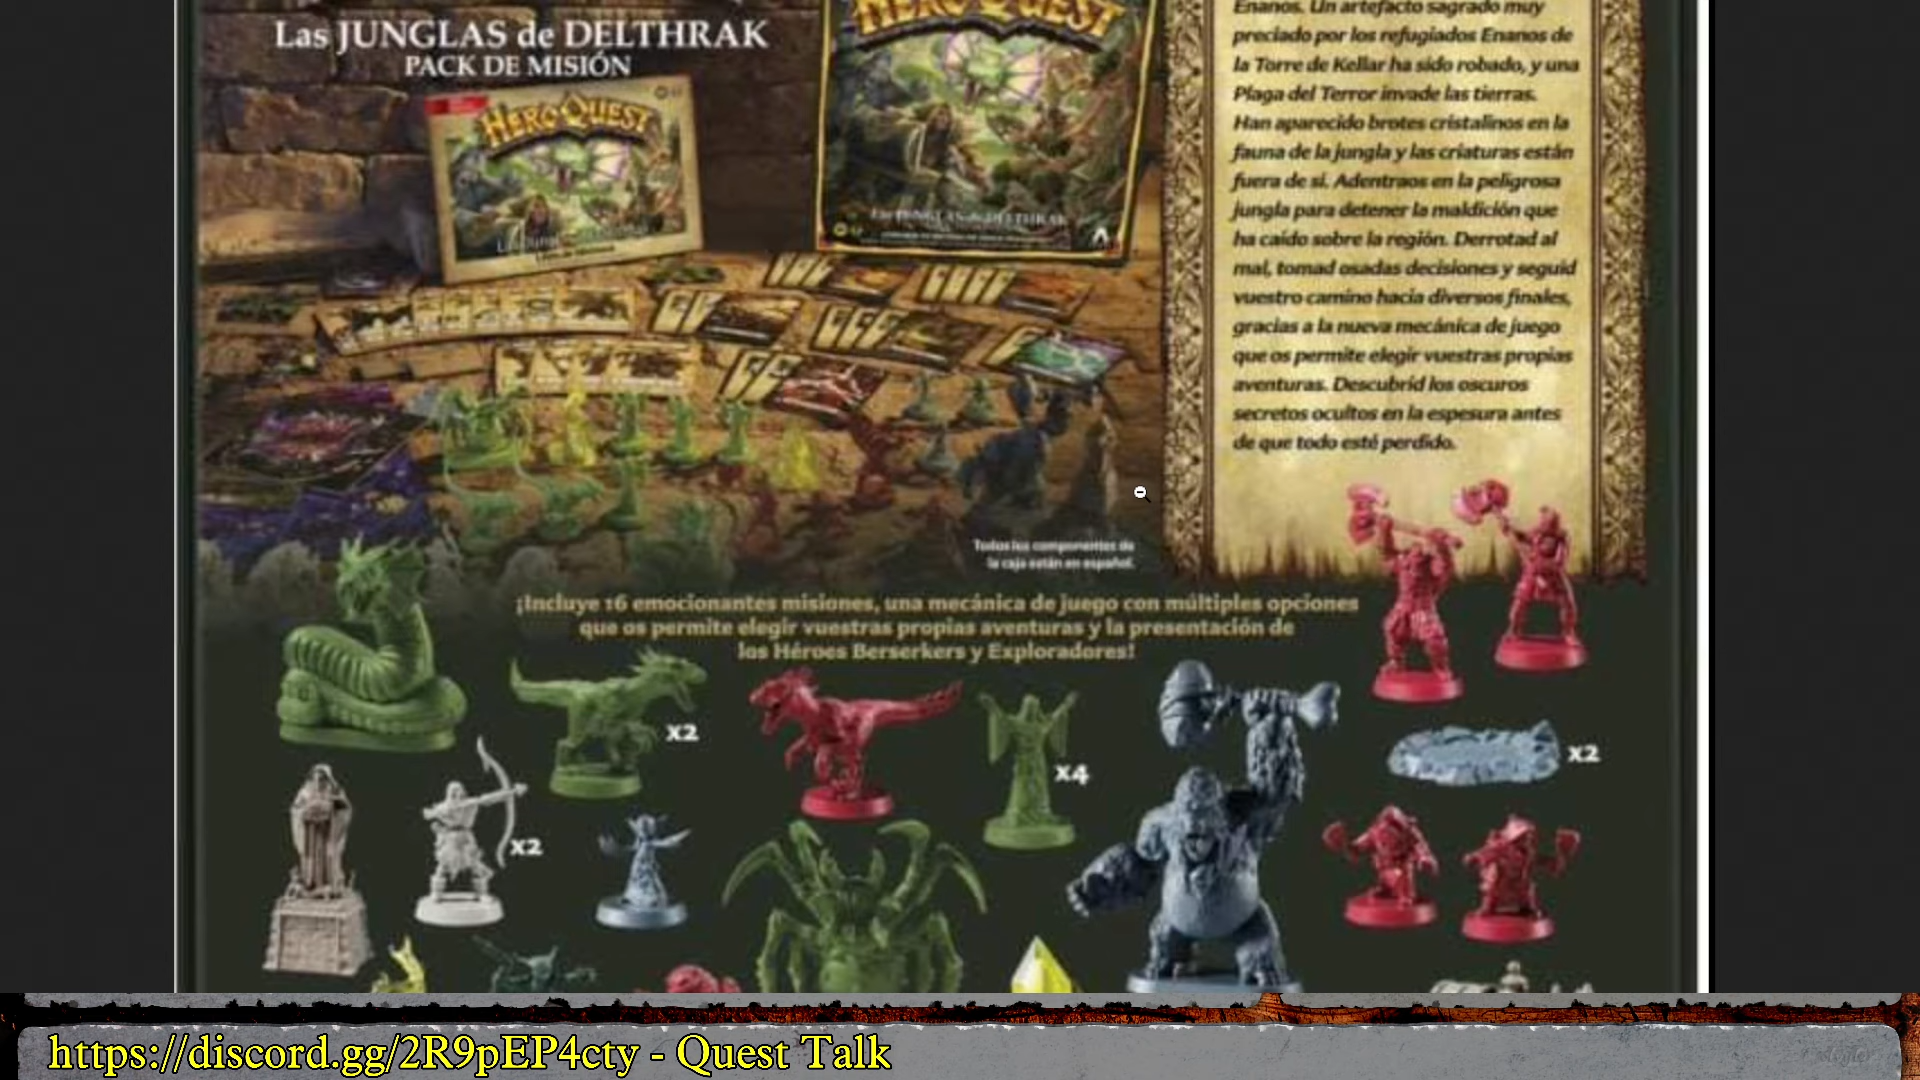 Las JUNGLAS de DELTHRAK
PACK DE MISIÓN
HEROQUEST
HEROQUEST
Las JUNGLAS de DELTHRAK
Enanos. Un artefacto sagrado muy
preciado por los refugiados Enanos de
la Torre de Kellar ha sido robado, y una
Plaga del Terror invade las tierras.
Han aparecido brotes cristalinos en la
fauna de la jungla y las criaturas están
fuera de sí. Adentraos en la peligrosa
jungla para detener la maldición que
ha caído sobre la región. Derrotad al
mal, tomad osadas decisiones y seguid
vuestro camino hacia diversos finales,
gracias a la nueva mecánica de juego
que os permite elegir vuestras propias
aventuras. Descubrid los oscuros
secretos ocultos en la espesura antes
de que todo esté perdido.
Todos los componentes de
la caja están en español.
¡Incluye 16 emocionantes misiones, una mecánica de juego con múltiples opciones
que os permite elegir vuestras propias aventuras y la presentación de
los Héroes Berserkers y Exploradores!
x2
x4
x2
x2
https://discord.gg/2R9pEP4cty - Quest Talk